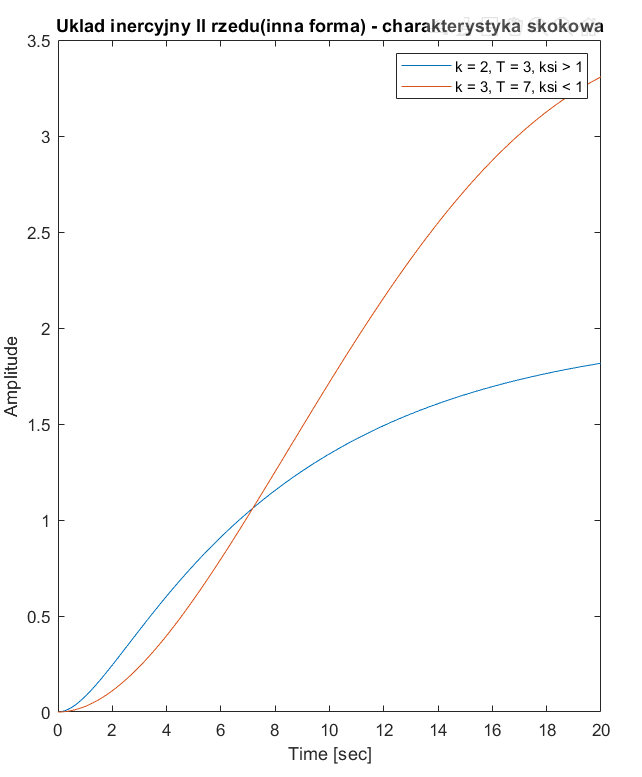 Uklad inercyjny II rzedu(inna forma) - charakterystyka skokowa
k = 2, T = 3, ksi > 1
k = 3, T = 7, ksi < 1
3.5
3
2.5
2
1.5
1
0.5
0
Amplitude
0 2 4 6 8 10 12 14 16 18 20
Time [sec]